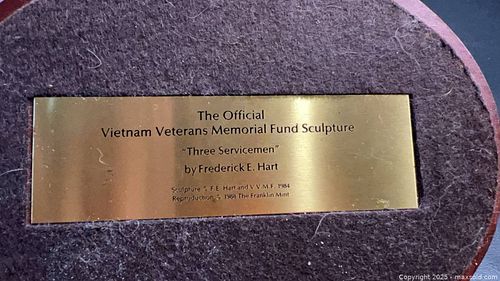 The Official
Vietnam Veterans Memorial Fund Sculpture
"Three Servicemen"
by Frederick E. Hart
Sculpture © F.E. Hart and V.V.M.F. 1984
Reproduction © 1986 The Franklin Mint
Copyright © 2025 - maxsold.com